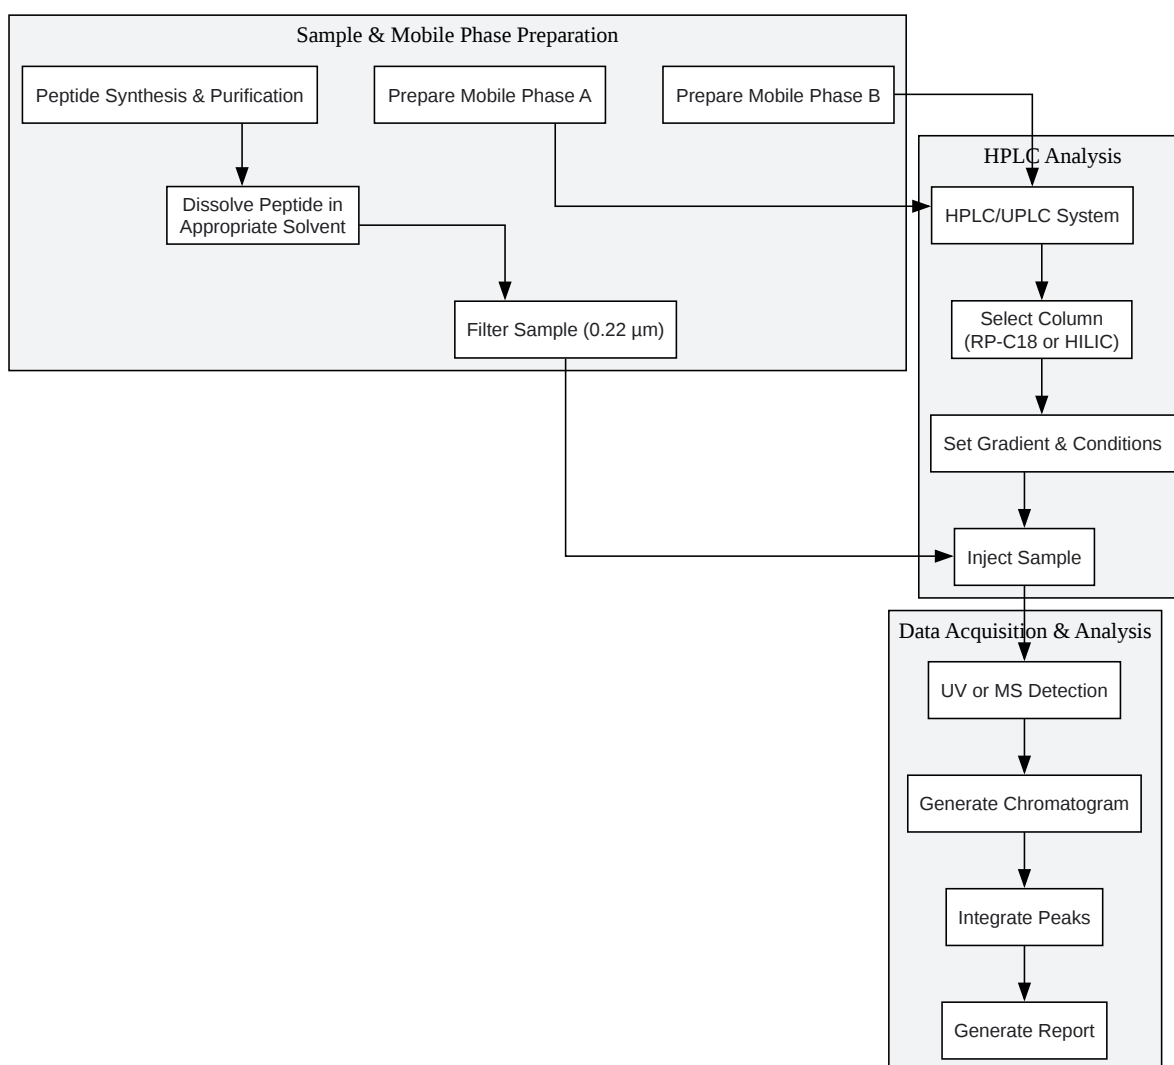 Sample & Mobile Phase Preparation
Peptide Synthesis & Purification
Prepare Mobile Phase A
Prepare Mobile Phase B
Dissolve Peptide in
Appropriate Solvent
Filter Sample (0.22 µm)
HPLC Analysis
HPLC/UPLC System
Select Column
(RP-C18 or HILIC)
Set Gradient & Conditions
Inject Sample
Data Acquisition & Analysis
UV or MS Detection
Generate Chromatogram
Integrate Peaks
Generate Report